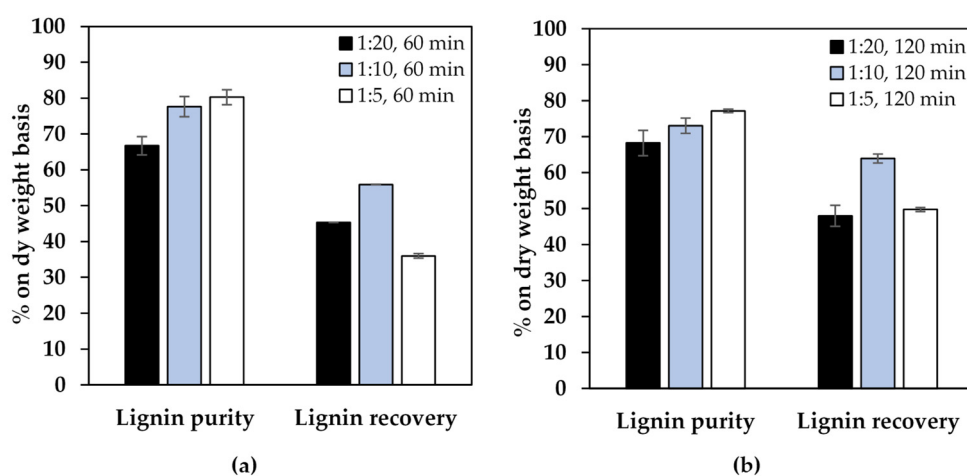 % on dy weight basis
100
90
80
70
60
50
40
30
20
10
0
1:20, 60 min
1:10, 60 min
1:5, 60 min
Lignin purity
Lignin recovery
(a)
% on dry weight basis
100
90
80
70
60
50
40
30
20
10
0
1:20, 120 min
1:10, 120 min
1:5, 120 min
Lignin purity
Lignin recovery
(b)